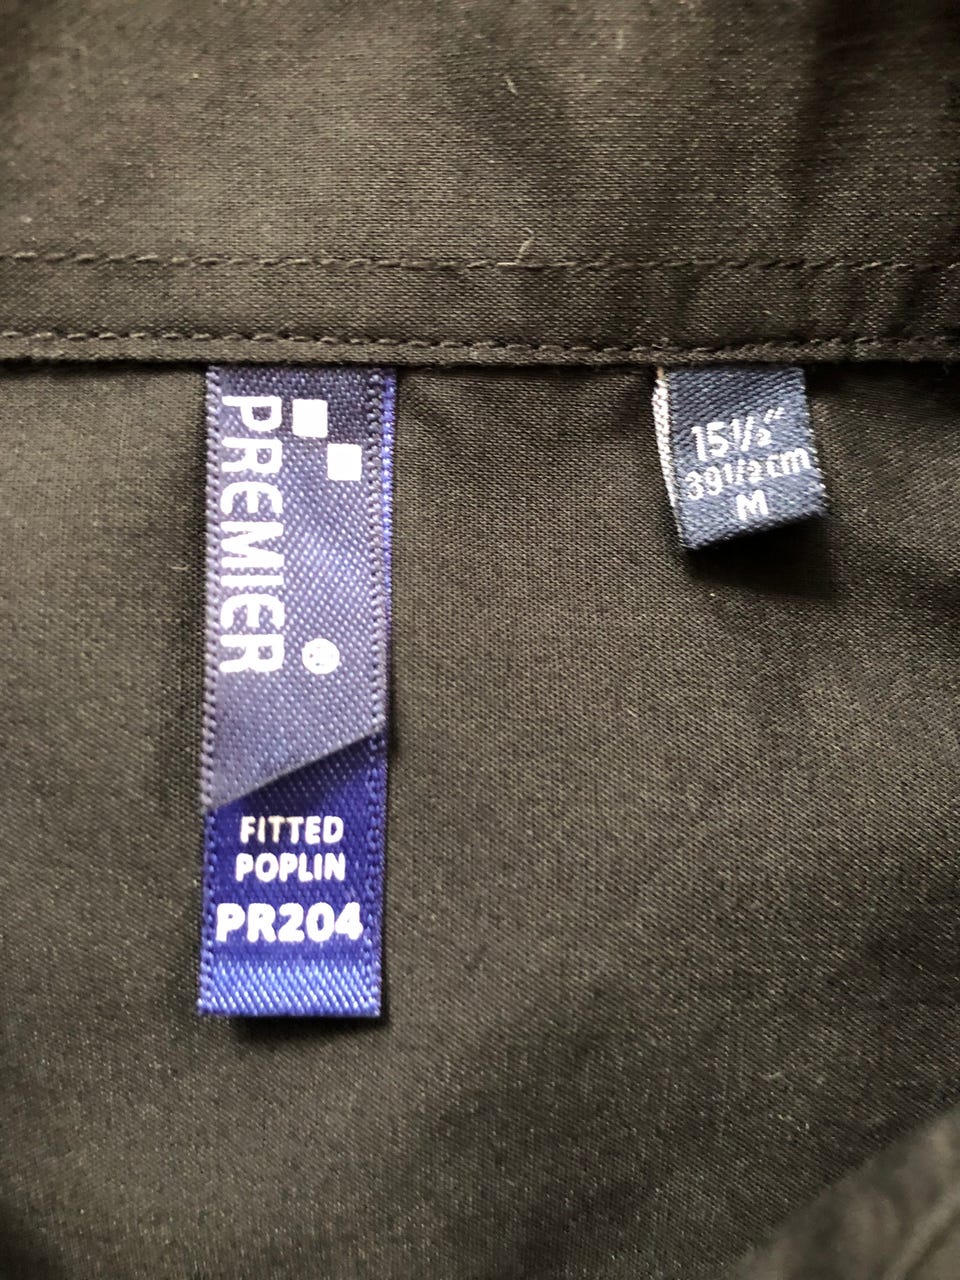 PREMIER
FITTED
POPLIN
PR204
15½"
39½cm
M